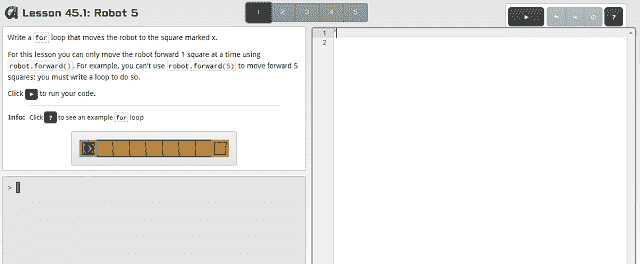 Lesson 45.1: Robot 5
1 2 3 4 5
?
Write a for loop that moves the robot to the square marked x.
For this lesson you can only move the robot forward 1 square at a time using
robot.forward(). For example, you can't use robot.forward(5) to move forward 5
squares: you must write a loop to do so.
Click to run your code.
Info: Click ? to see an example for loop
>
1
2